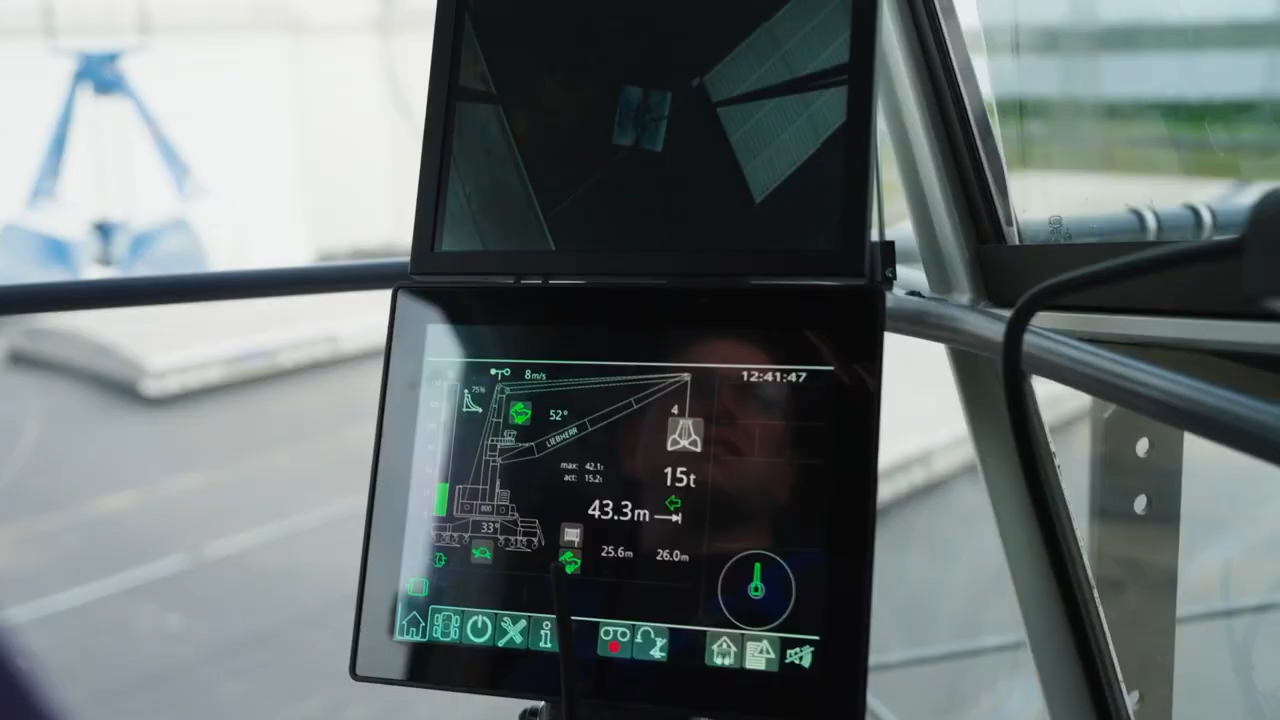 8m/s
12:41:47
75%
52°
4
LIEBHERR
max: 42.1t
act: 15.2t
15t
43.3m
800
33°
25.6m 26.0m